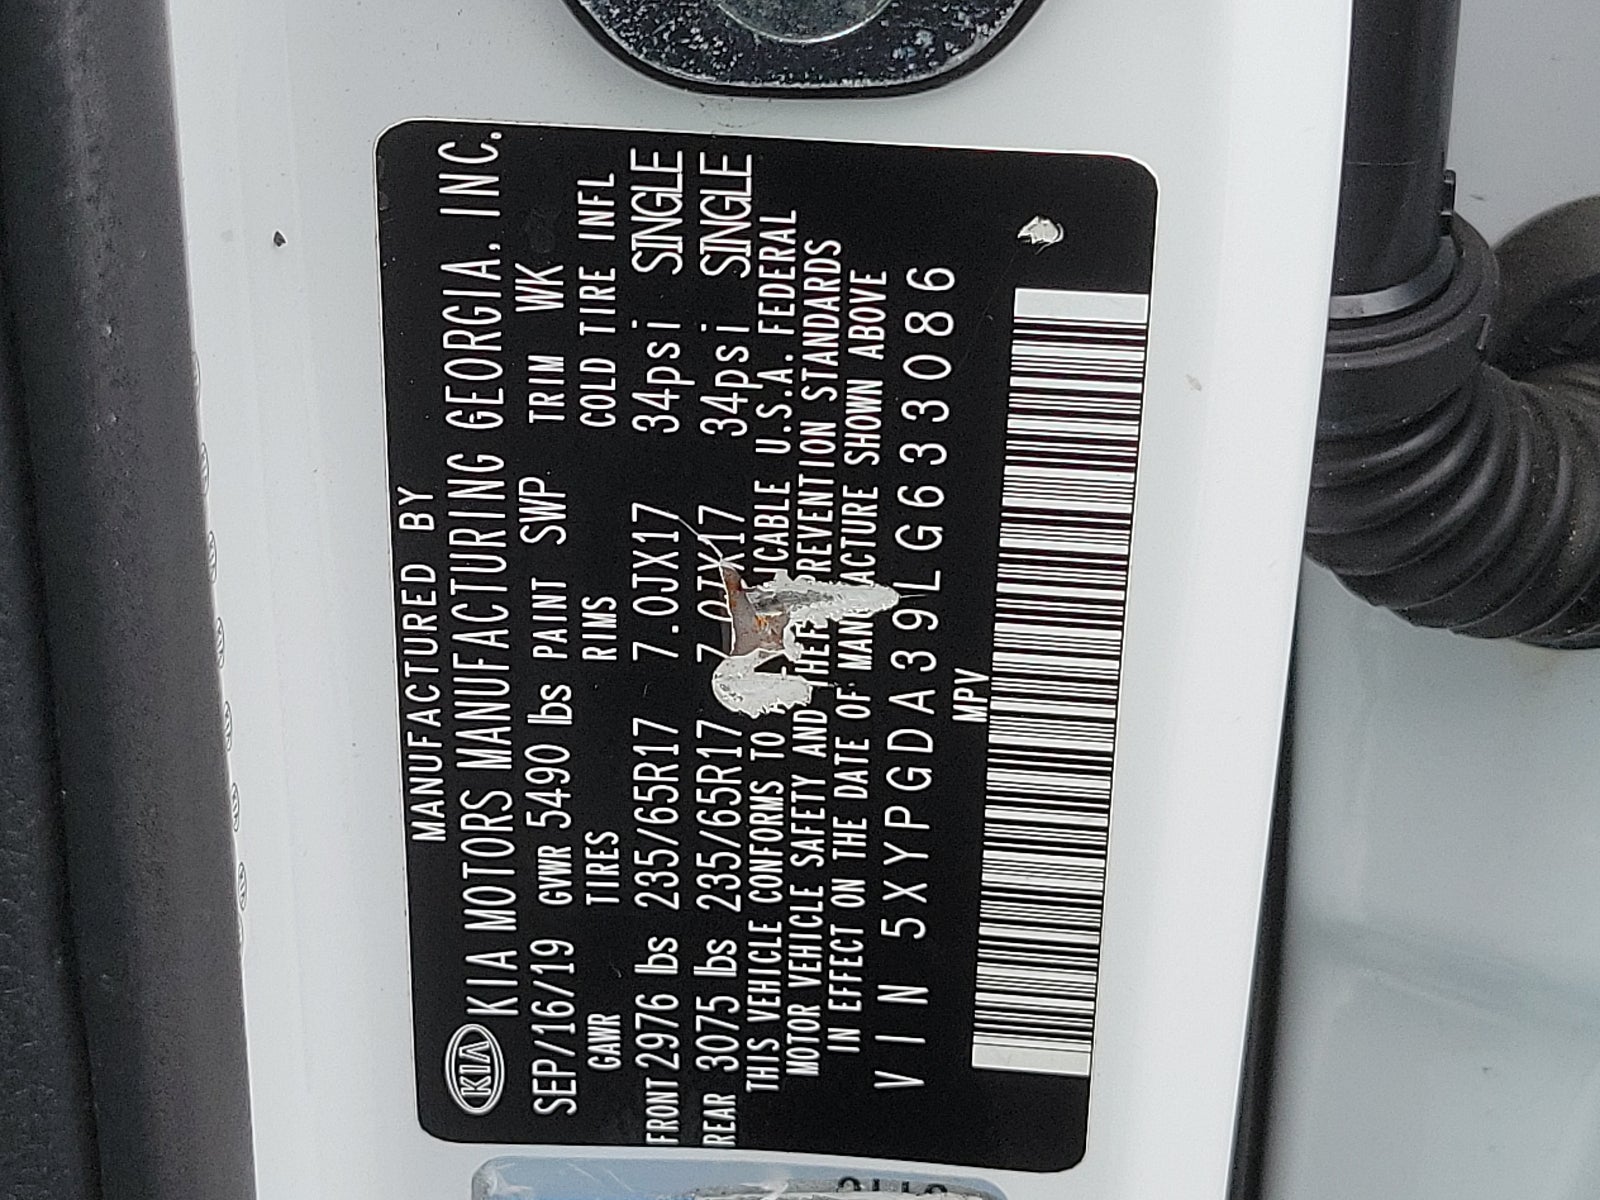 MANUFACTURED BY
KIA KIA MOTORS MANUFACTURING GEORGIA, INC.
SEP/16/19 GVWR 5490 lbs PAINT SWP TRIM WK
GAWR TIRES RIMS COLD TIRE INFL
FRONT 2976 lbs 235/65R17 7.0JX17 34psi SINGLE
REAR 3075 lbs 235/65R17 34psi SINGLE
THIS VEHICLE CONFORMS TO U.S.A. FEDERAL
MOTOR VEHICLE SAFETY AND STANDARDS
IN EFFECT ON THE DATE OF MANUFACTURE SHOWN ABOVE
VIN 5XYPGDA39LG633086
MPV